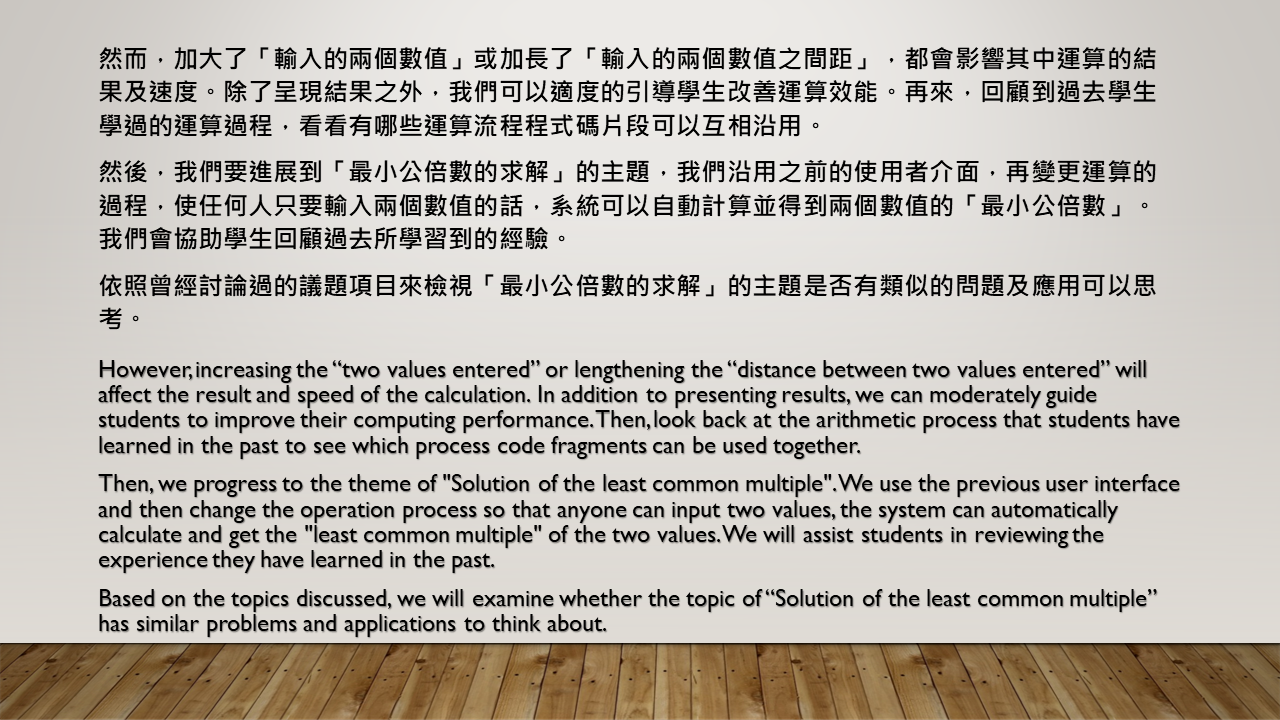 然而，加大了「輸入的兩個數值」或加長了「輸入的兩個數值之間距」，都會影響其中運算的結
果及速度。除了呈現結果之外，我們可以適度的引導學生改善運算效能。再來，回顧到過去學生
學過的運算過程，看看有哪些運算流程程式碼片段可以互相沿用。
然後，我們要進展到「最小公倍數的求解」的主題，我們沿用之前的使用者介面，再變更運算的
過程，使任何人只要輸入兩個數值的話，系統可以自動計算並得到兩個數值的「最小公倍數」。
我們會協助學生回顧過去所學習到的經驗。
依照曾經討論過的議題項目來檢視「最小公倍數的求解」的主題是否有類似的問題及應用可以思
考。
However, increasing the “two values entered” or lengthening the “distance between two values entered” will
affect the result and speed of the calculation. In addition to presenting results, we can moderately guide
students to improve their computing performance. Then, look back at the arithmetic process that students have
learned in the past to see which process code fragments can be used together.
Then, we progress to the theme of "Solution of the least common multiple". We use the previous user interface
and then change the operation process so that anyone can input two values, the system can automatically
calculate and get the "least common multiple" of the two values. We will assist students in reviewing the
experience they have learned in the past.
Based on the topics discussed, we will examine whether the topic of “Solution of the least common multiple”
has similar problems and applications to think about.